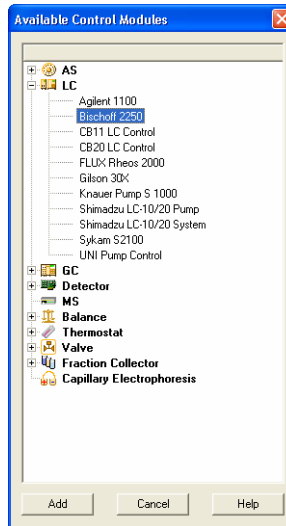 Available Control Modules
AS
LC
Agilent 1100
Bischoff 2250
CB11 LC Control
CB20 LC Control
FLUX Rheos 2000
Gilson 30X
Knauer Pump S 1000
Shimadzu LC-10/20 Pump
Shimadzu LC-10/20 System
Sykam S2100
UNI Pump Control
GC
Detector
MS
Balance
Thermostat
Valve
Fraction Collector
Capillary Electrophoresis
Add Cancel Help